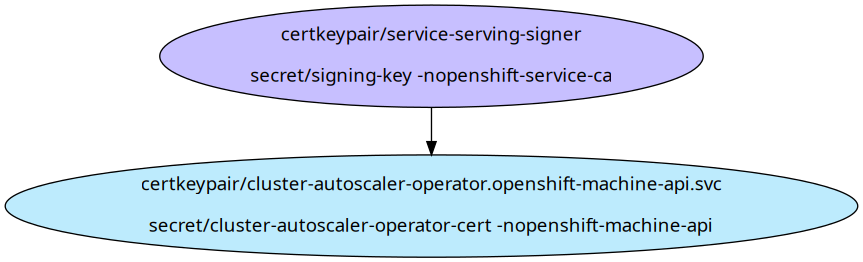 certkeypair/service-serving-signer
secret/signing-key -nopenshift-service-ca
certkeypair/cluster-autoscaler-operator.openshift-machine-api.svc
secret/cluster-autoscaler-operator-cert -nopenshift-machine-api